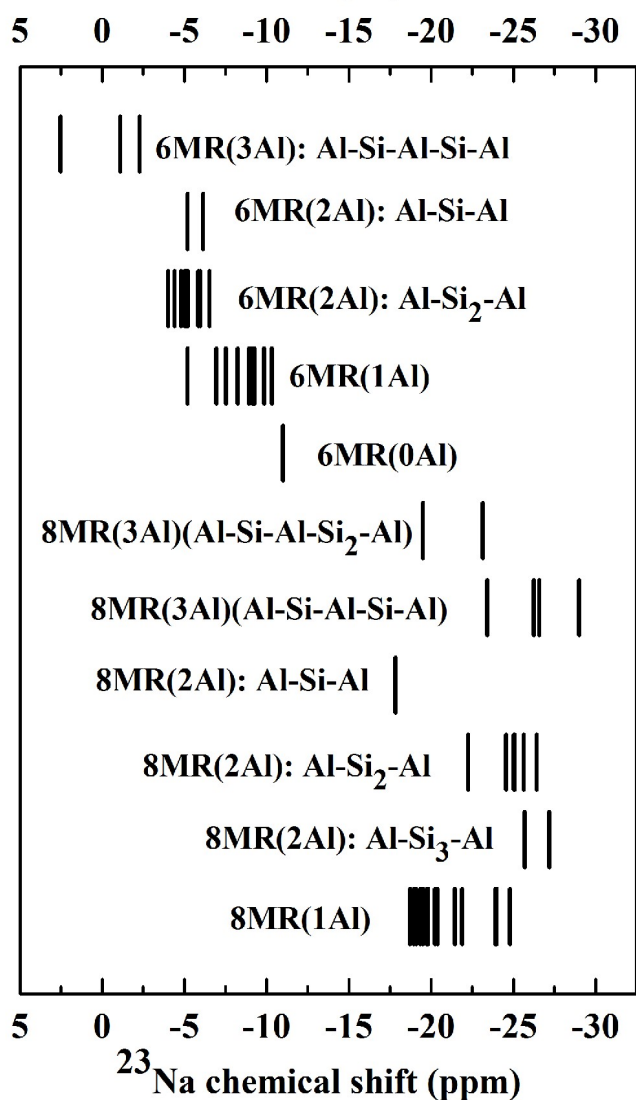 5 0 -5 -10 -15 -20 -25 -30
6MR(3Al): Al-Si-Al-Si-Al
6MR(2Al): Al-Si-Al
6MR(2Al): Al-Si₂-Al
6MR(1Al)
6MR(0Al)
8MR(3Al)(Al-Si-Al-Si₂-Al)
8MR(3Al)(Al-Si-Al-Si-Al)
8MR(2Al): Al-Si-Al
8MR(2Al): Al-Si₂-Al
8MR(2Al): Al-Si₃-Al
8MR(1Al)
5 0 -5 -10 -15 -20 -25 -30
²³Na chemical shift (ppm)